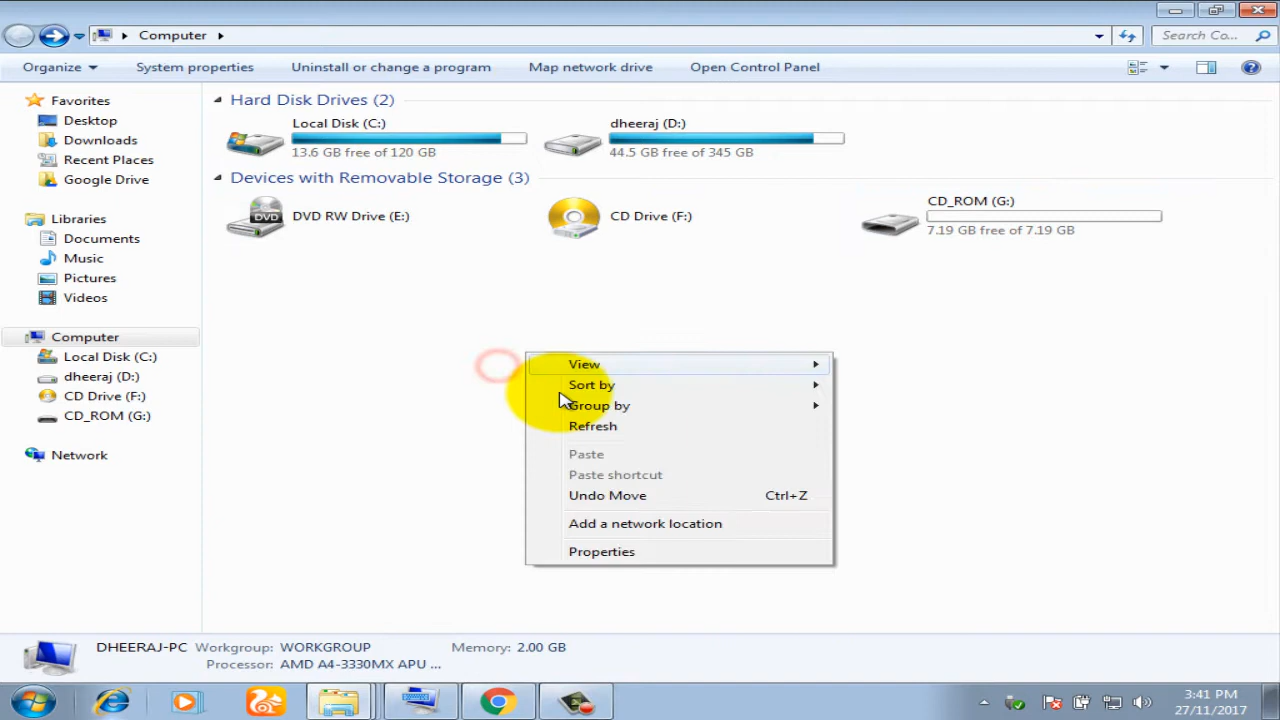 Computer
Search Co...
Organize
System properties
Uninstall or change a program
Map network drive
Open Control Panel
Favorites
Desktop
Downloads
Recent Places
Google Drive
Libraries
Documents
Music
Pictures
Videos
Computer
Local Disk (C:)
dheeraj (D:)
CD Drive (F:)
CD_ROM (G:)
Network
Hard Disk Drives (2)
Local Disk (C:)
13.6 GB free of 120 GB
dheeraj (D:)
44.5 GB free of 345 GB
Devices with Removable Storage (3)
DVD
DVD RW Drive (E:)
CD Drive (F:)
CD_ROM (G:)
7.19 GB free of 7.19 GB
View
Sort by
Group by
Refresh
Paste
Paste shortcut
Undo Move Ctrl+Z
Add a network location
Properties
DHEERAJ-PC Workgroup: WORKGROUP Memory: 2.00 GB
Processor: AMD A4-3330MX APU ...
3:41 PM
27/11/2017